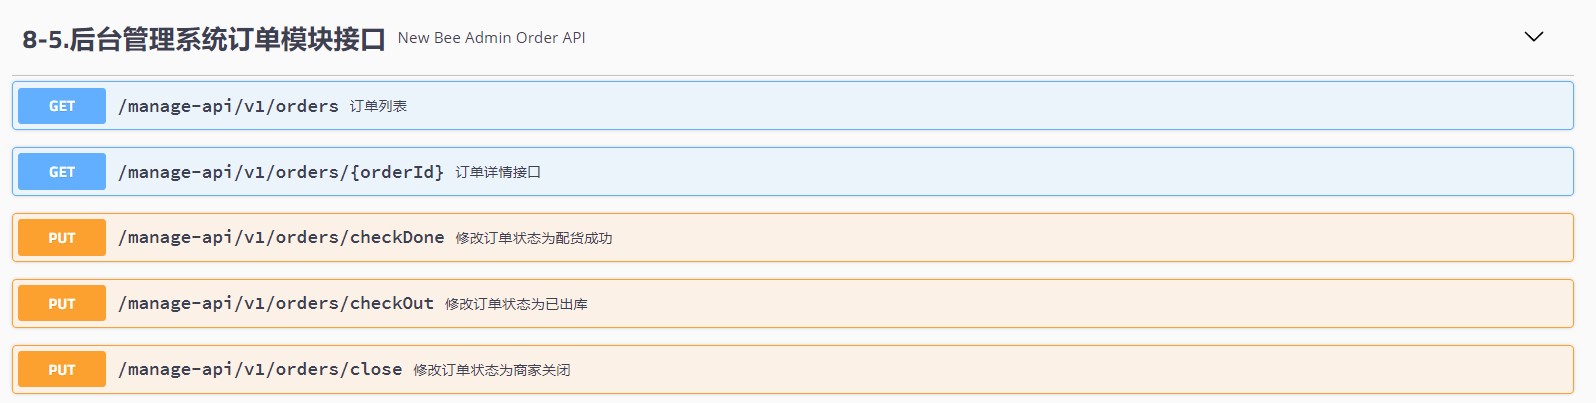 8-5.后台管理系统订单模块接口 New Bee Admin Order API
GET /manage-api/v1/orders 订单列表
GET /manage-api/v1/orders/{orderId} 订单详情接口
PUT /manage-api/v1/orders/checkDone 修改订单状态为配货成功
PUT /manage-api/v1/orders/checkOut 修改订单状态为已出库
PUT /manage-api/v1/orders/close 修改订单状态为商家关闭